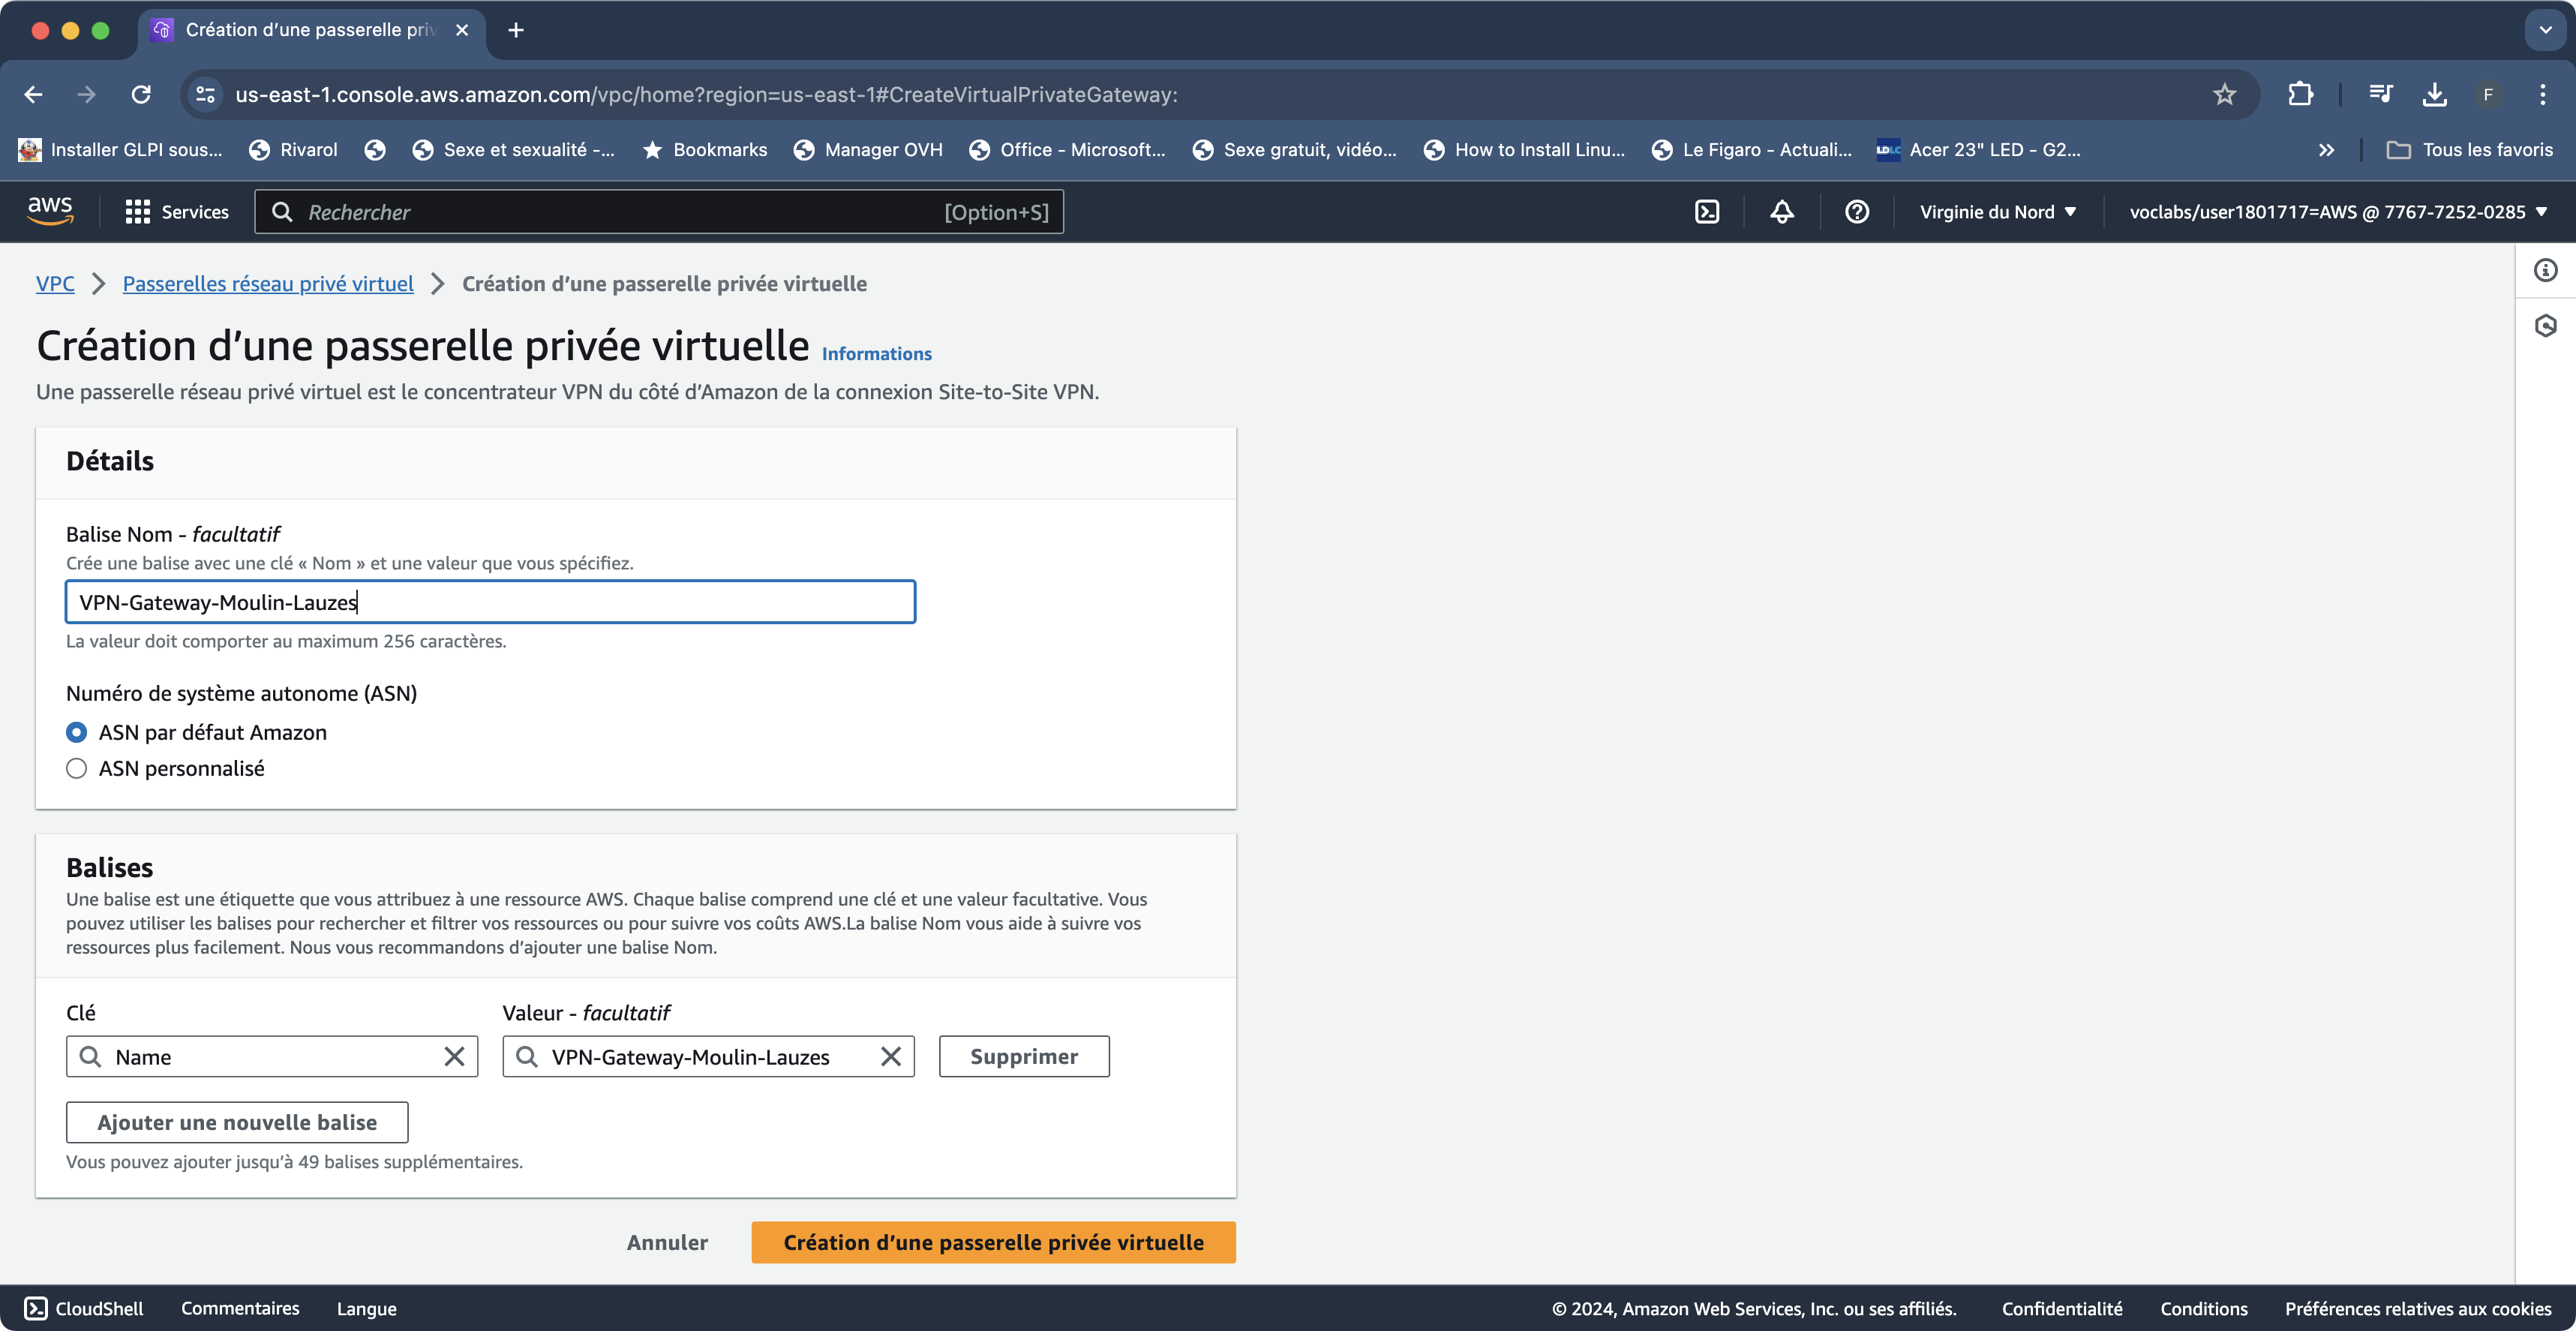 Création d'une passerelle priv
us-east-1.console.aws.amazon.com/vpc/home?region=us-east-1#CreateVirtualPrivateGateway:
F
Installer GLPI sous...
Rivarol
Sexe et sexualité -...
Bookmarks
Manager OVH
Office - Microsoft...
Sexe gratuit, vidéo...
How to Install Linu...
LDLC
Le Figaro - Actuali...
Acer 23" LED - G2...
Tous les favoris
aws
Services
Rechercher
[Option+S]
Virginie du Nord
voclabs/user1801717=AWS @ 7767-7252-0285
VPC
Passerelles réseau privé virtuel
Création d'une passerelle privée virtuelle
Création d'une passerelle privée virtuelle Informations
Une passerelle réseau privé virtuel est le concentrateur VPN du côté d'Amazon de la connexion Site-to-Site VPN.
Détails
Balise Nom - facultatif
Crée une balise avec une clé « Nom » et une valeur que vous spécifiez.
VPN-Gateway-Moulin-Lauzes
La valeur doit comporter au maximum 256 caractères.
Numéro de système autonome (ASN)
ASN par défaut Amazon
ASN personnalisé
Balises
Une balise est une étiquette que vous attribuez à une ressource AWS. Chaque balise comprend une clé et une valeur facultative. Vous
pouvez utiliser les balises pour rechercher et filtrer vos ressources ou pour suivre vos coûts AWS.La balise Nom vous aide à suivre vos
ressources plus facilement. Nous vous recommandons d'ajouter une balise Nom.
Clé
Valeur - facultatif
Name
VPN-Gateway-Moulin-Lauzes
Supprimer
Ajouter une nouvelle balise
Vous pouvez ajouter jusqu'à 49 balises supplémentaires.
Annuler
Création d'une passerelle privée virtuelle
CloudShell
Commentaires
Langue
© 2024, Amazon Web Services, Inc. ou ses affiliés.
Confidentialité
Conditions
Préférences relatives aux cookies